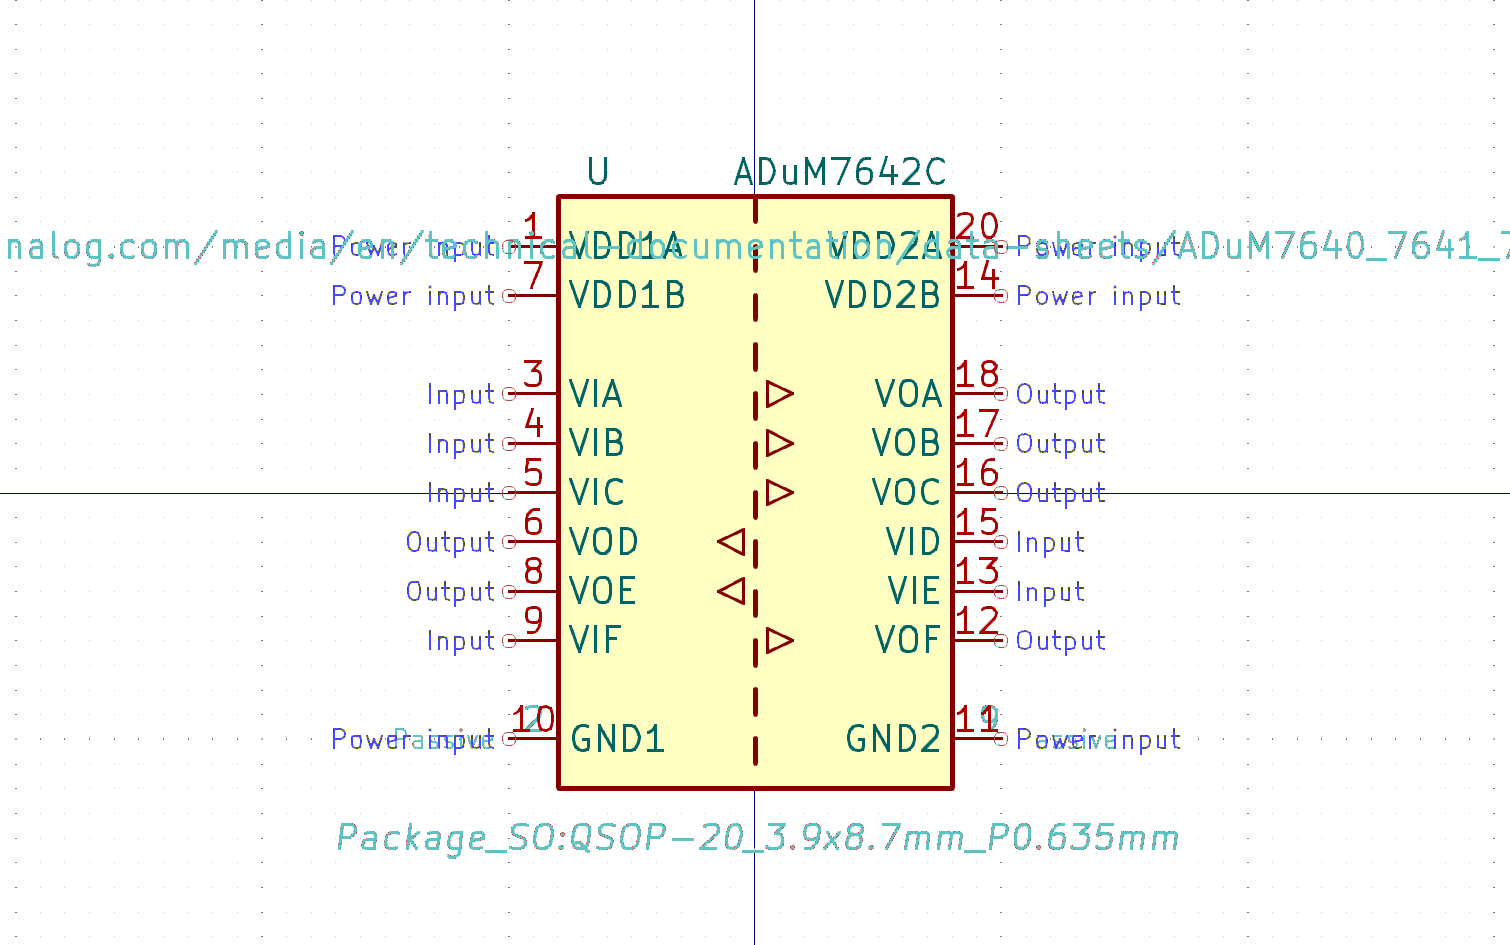 U ADuM7642C
Power input 1 VDD1A VDD2A 20 Power input
nalog.com/media/en/technical-documentation/data-sheets/ADuM7640_7641_7
Power input 7 VDD1B VDD2B 14 Power input
Input 3 VIA VOA 18 Output
Input 4 VIB VOB 17 Output
Input 5 VIC VOC 16 Output
Output 6 VOD VID 15 Input
Output 8 VOE VIE 13 Input
Input 9 VIF VOF 12 Output
Power input 10 GND1 GND2 11 Power input
Passive 2
Package_SO:QSOP-20_3.9x8.7mm_P0.635mm